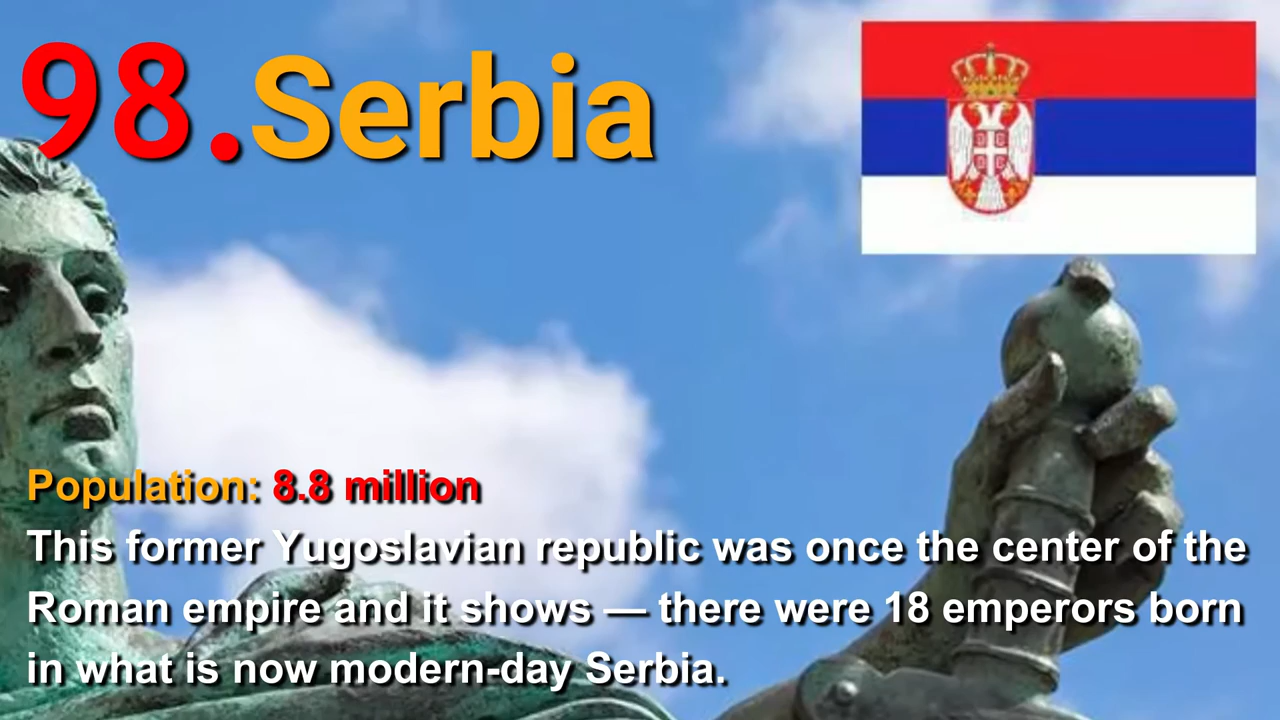 98.Serbia
Population: 8.8 million
This former Yugoslavian republic was once the center of the
Roman empire and it shows — there were 18 emperors born
in what is now modern-day Serbia.